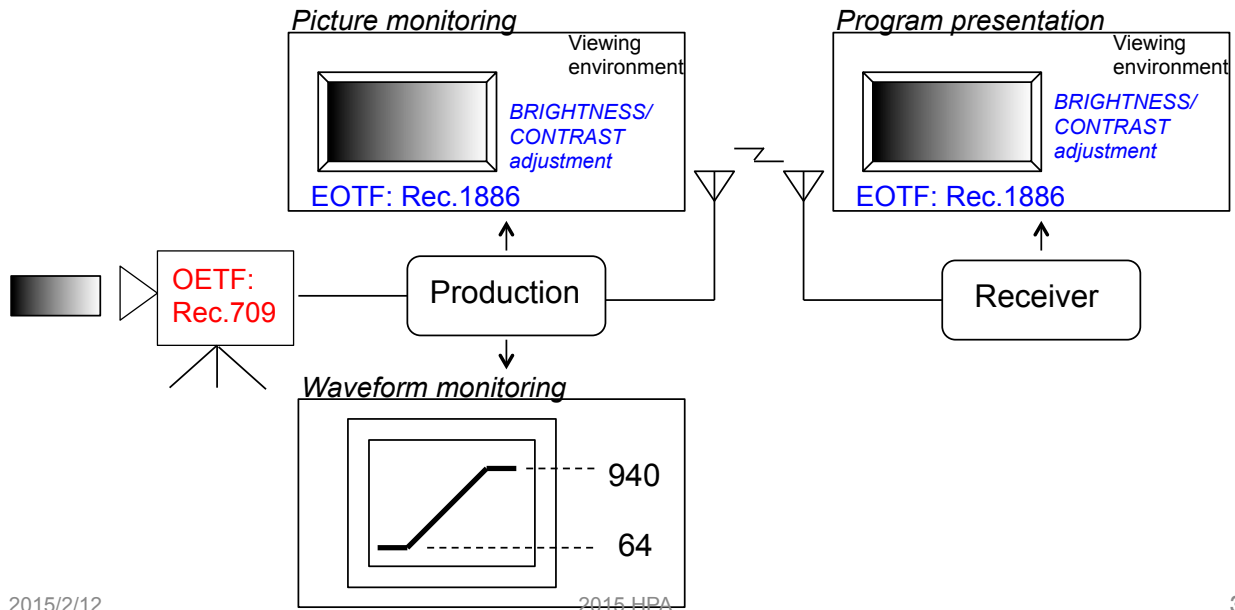 Picture monitoring
Viewing
environment
BRIGHTNESS/
CONTRAST
adjustment
EOTF: Rec.1886
Program presentation
Viewing
environment
BRIGHTNESS/
CONTRAST
adjustment
EOTF: Rec.1886
OETF:
Rec.709
Production
Receiver
Waveform monitoring
940
64
2015/2/12
2015 HPA
3